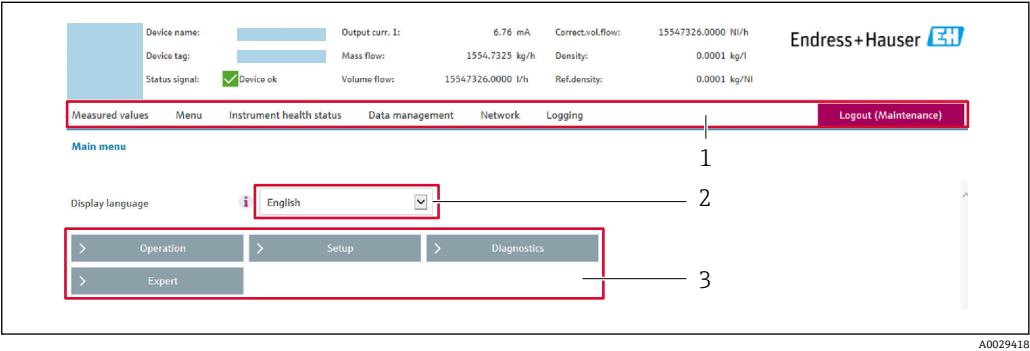 Device name: Output curr. 1: 6.76 mA Correct.vol.flow: 15547326.0000 Nl/h
Endress+Hauser EH
Device tag: Mass flow: 1554.7325 kg/h Density: 0.0001 kg/l
Status signal: Device ok Volume flow: 15547326.0000 l/h Ref.density: 0.0001 kg/Nl
Measured values Menu Instrument health status Data management Network Logging Logout (Maintenance)
1
Main menu
Display language i English 2
> Operation > Setup > Diagnostics
> Expert 3
A0029418